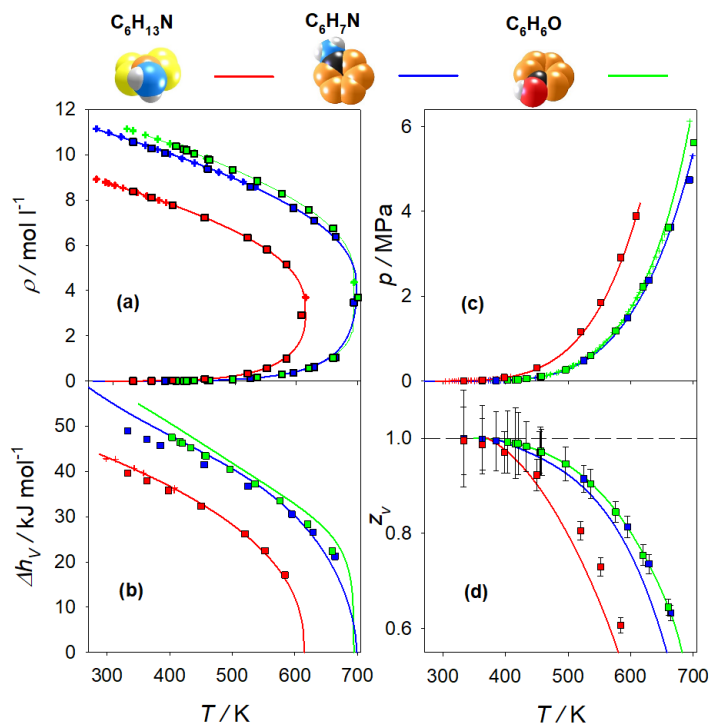 C₆H₁₃N C₆H₇N C₆H₆O
12
10
8
6
4
2
0
ρ / mol l⁻¹
(a)
6
4
2
0
p / MPa
(c)
50
40
30
20
10
0
Δh_V / kJ mol⁻¹
(b)
300 400 500 600 700
T / K
1.0
0.8
0.6
z_v
(d)
300 400 500 600 700
T / K